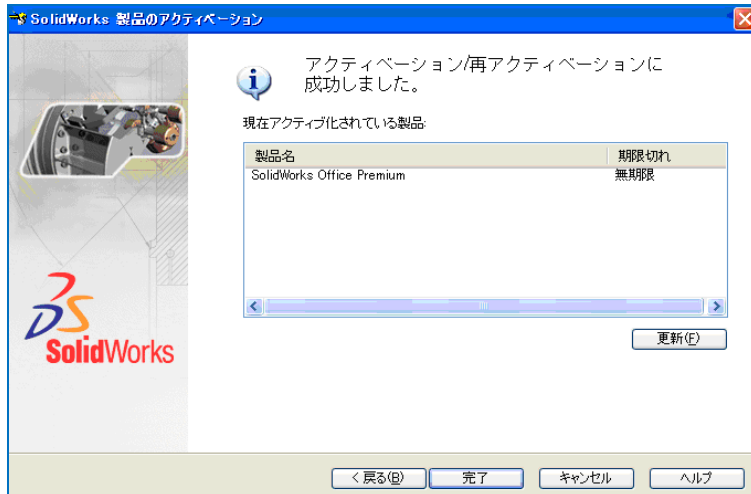 SolidWorks 製品のアクティベーション
アクティベーション/再アクティベーションに
成功しました。
現在アクティブ化されている製品:
製品名 期限切れ
SolidWorks Office Premium 無期限
更新(F)
DS
SolidWorks
< 戻る(B) 完了 キャンセル ヘルプ